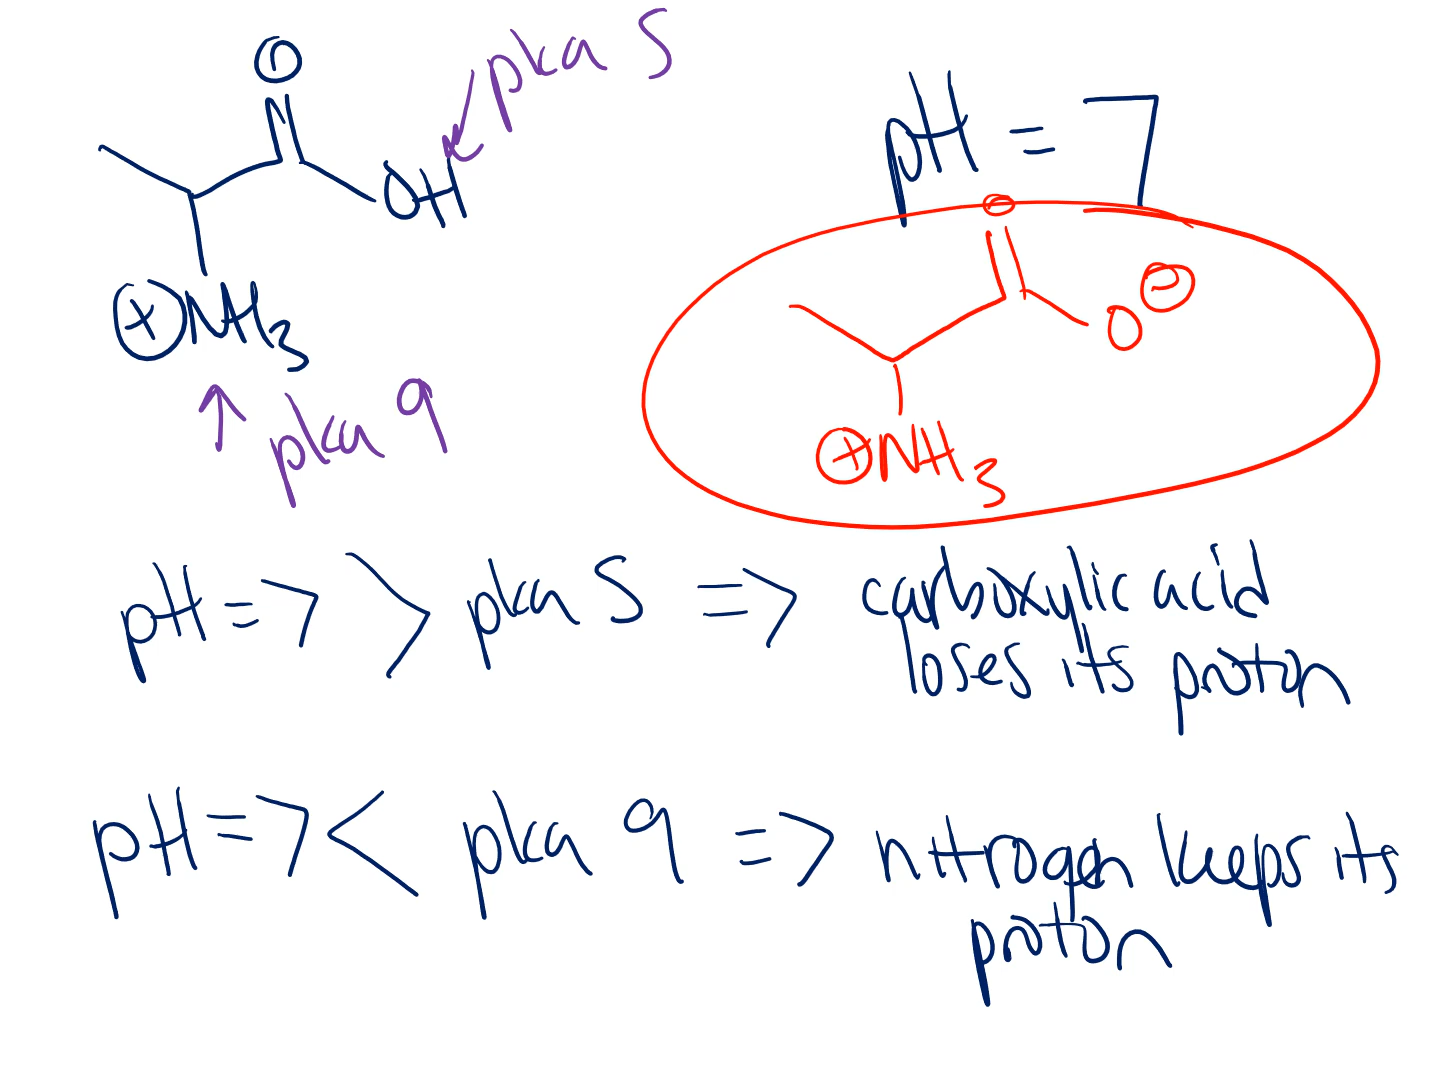 O
pka 5
OH
⊕NH3
pka 9
pH = 7
O
O⊖
⊕NH3
pH = 7 > pka 5 => carboxylic acid
loses its proton
pH = 7 < pka 9 => nitrogen keeps its
proton